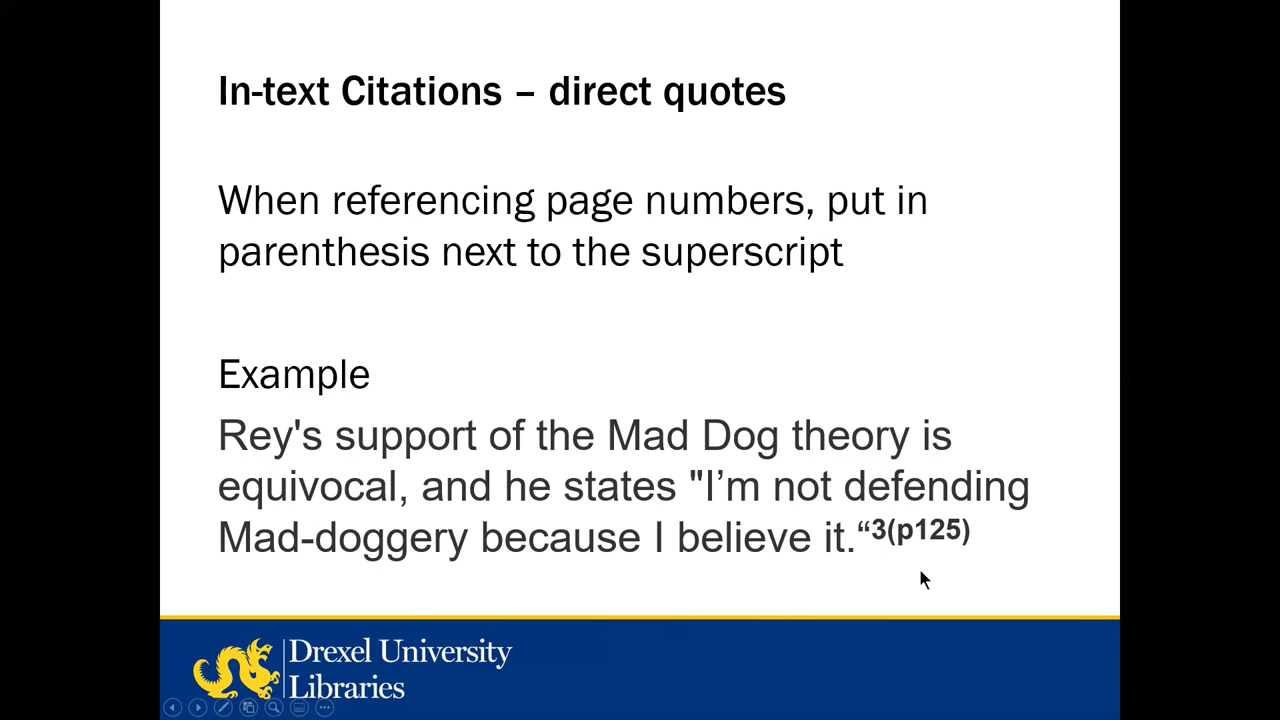 In-text Citations – direct quotes
When referencing page numbers, put in
parenthesis next to the superscript
Example
Rey's support of the Mad Dog theory is
equivocal, and he states "I’m not defending
Mad-doggery because I believe it.“3(p125)
Drexel University
Libraries